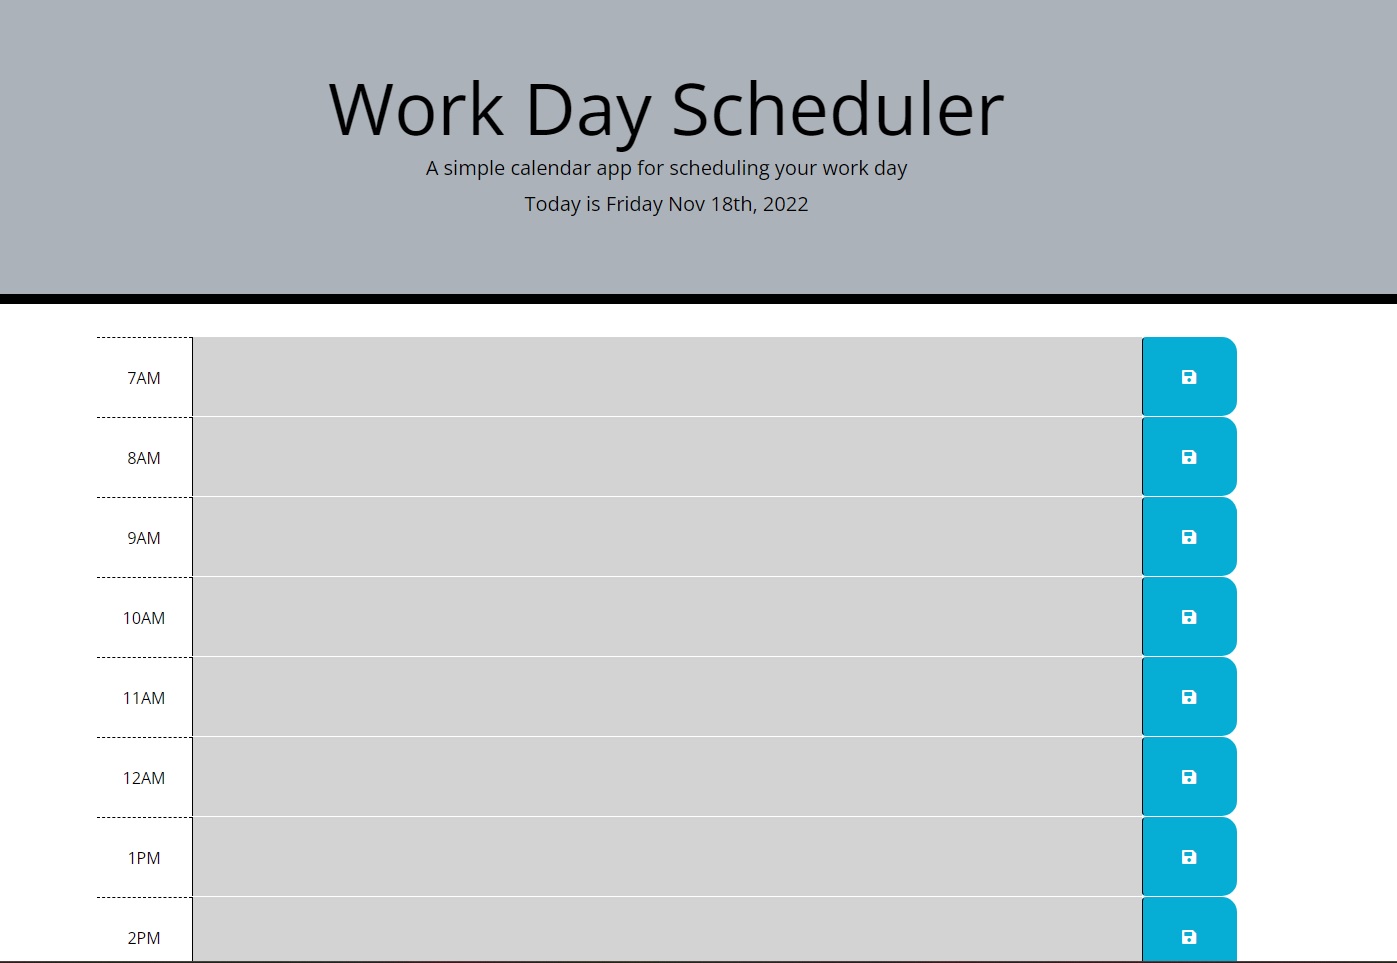 Work Day Scheduler
A simple calendar app for scheduling your work day
Today is Friday Nov 18th, 2022
7AM
8AM
9AM
10AM
11AM
12AM
1PM
2PM